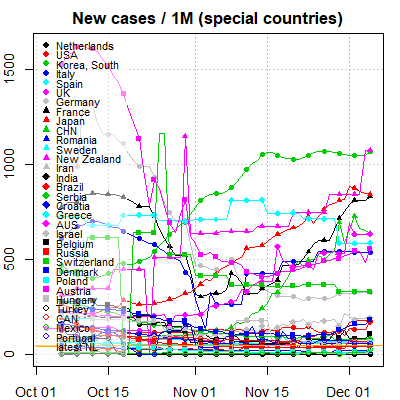 New cases / 1M (special countries)
1500
1000
500
0
Netherlands
USA
Korea, South
Italy
Spain
UK
Germany
France
Japan
CHN
Romania
Sweden
New Zealand
Iran
India
Brazil
Serbia
Croatia
Greece
AUS
Israel
Belgium
Russia
Switzerland
Denmark
Poland
Austria
Hungary
Turkey
CAN
Mexico
Portugal
latest NL
Oct 01
Oct 15
Nov 01
Nov 15
Dec 01